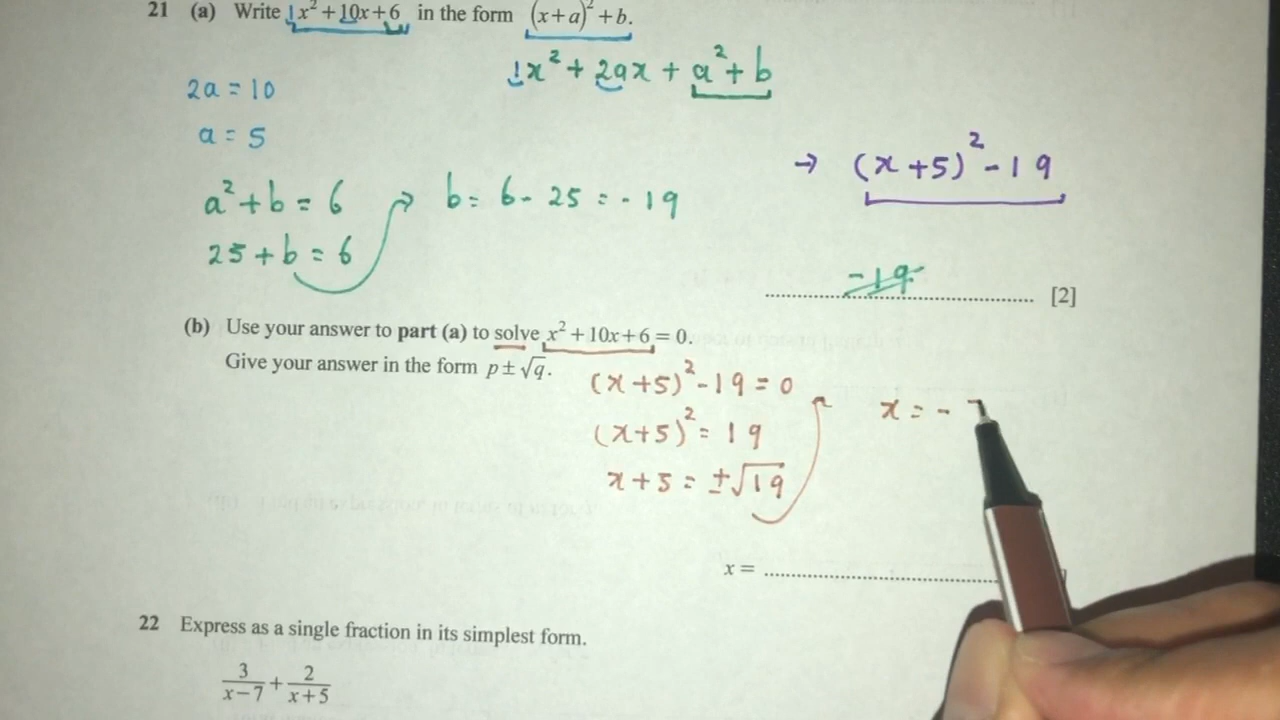 21 (a) Write 1x² + 10x + 6 in the form (x + a)² + b.
1x² + 2ax + a² + b
2a = 10
a = 5
→ (x + 5)² - 19
a² + b = 6 → b = 6 - 25 = -19
25 + b = 6
-19
[2]
(b) Use your answer to part (a) to solve x² + 10x + 6 = 0.
Give your answer in the form p ± √q.
(x + 5)² - 19 = 0
x = -
(x + 5)² = 19
x + 5 = ±√19
x =
22 Express as a single fraction in its simplest form.
3/(x - 7) + 2/(x + 5)